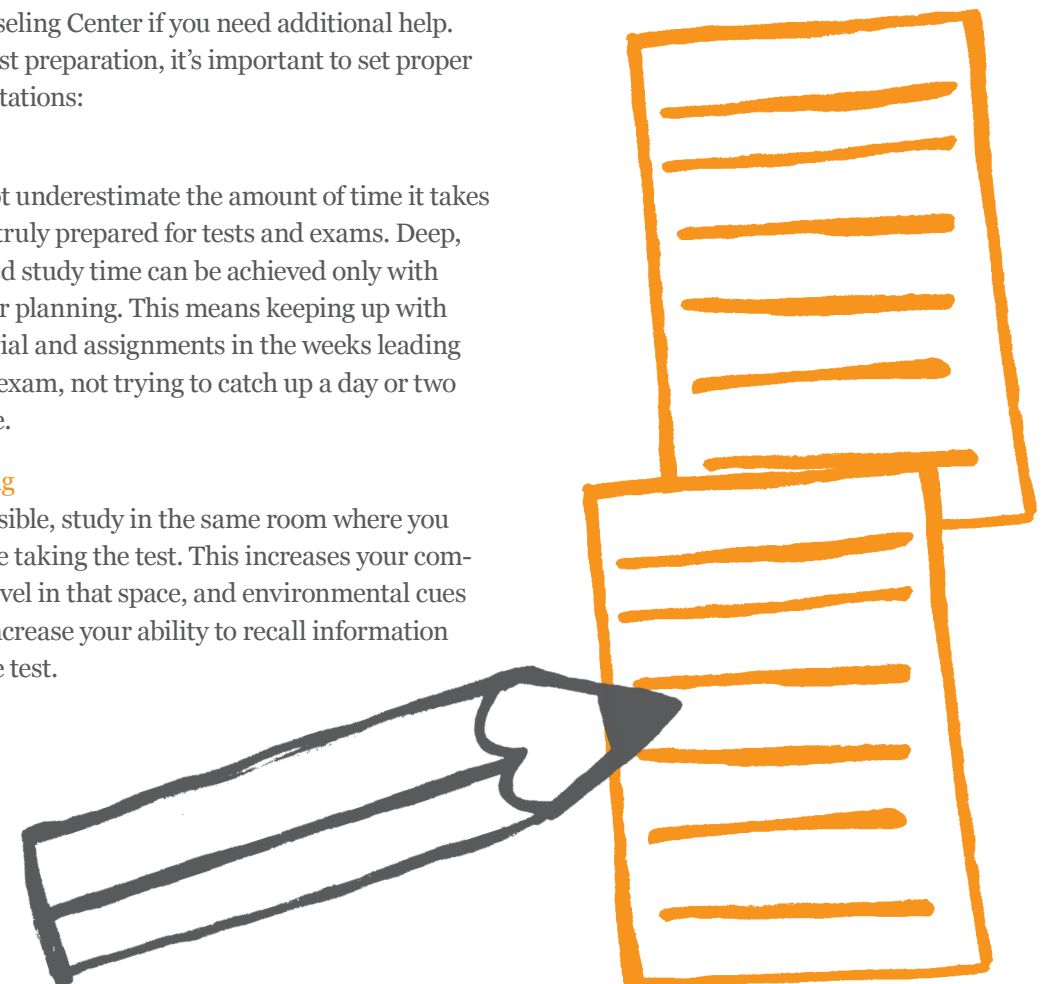 seling Center if you need additional help.
st preparation, it’s important to set proper
tations:
t underestimate the amount of time it takes
truly prepared for tests and exams. Deep,
d study time can be achieved only with
r planning. This means keeping up with
rial and assignments in the weeks leading
exam, not trying to catch up a day or two
e.
g
sible, study in the same room where you
e taking the test. This increases your com-
vel in that space, and environmental cues
ncrease your ability to recall information
e test.